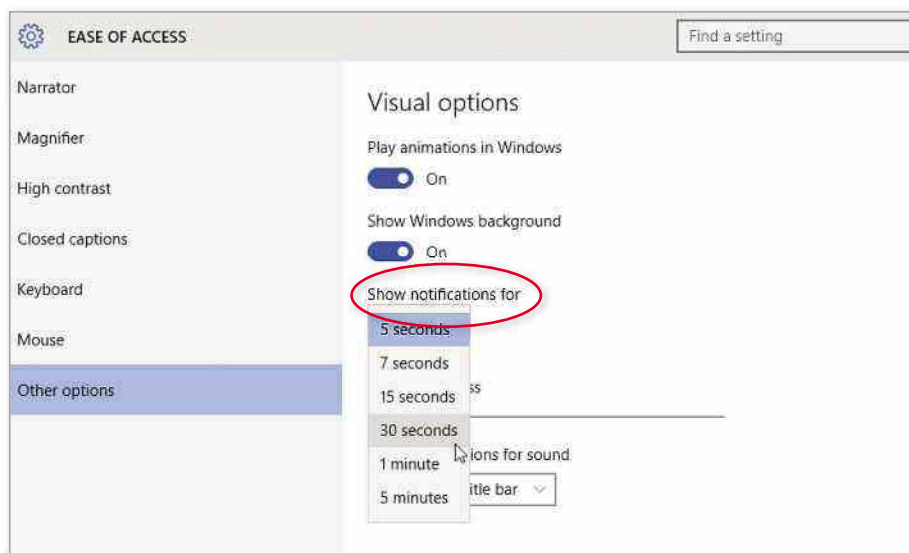 EASE OF ACCESS
Find a setting
Narrator
Magnifier
High contrast
Closed captions
Keyboard
Mouse
Other options
Visual options
Play animations in Windows
On
Show Windows background
On
Show notifications for
5 seconds
7 seconds
15 seconds
30 seconds
1 minute
5 minutes
ss
ions for sound
itle bar